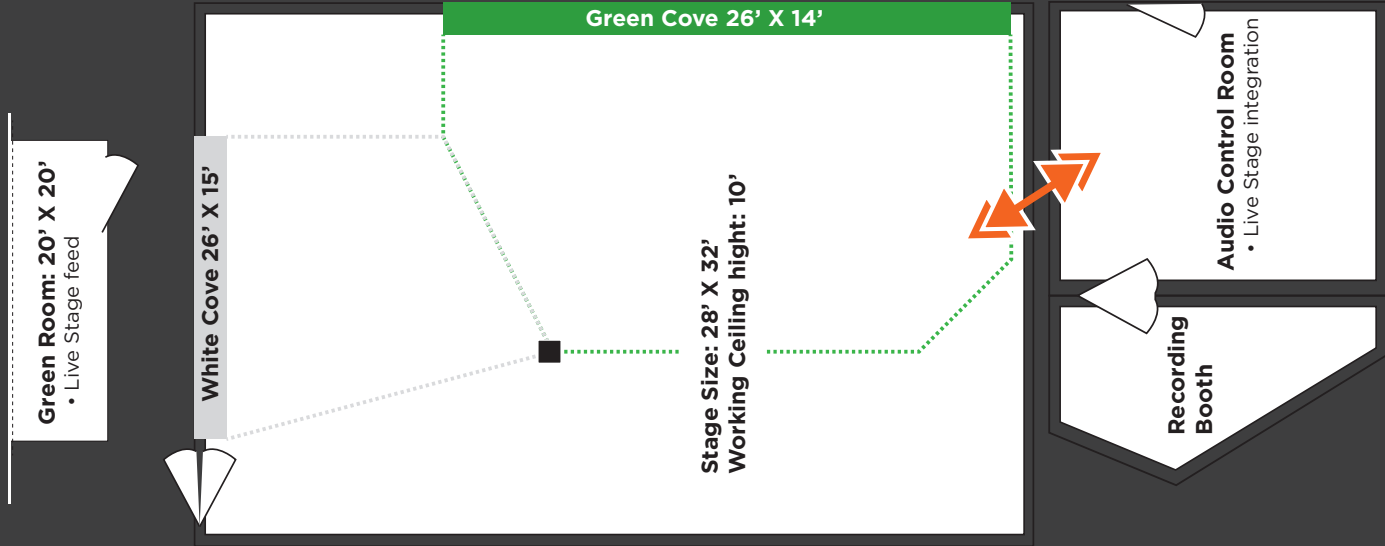 Green Cove 26’ X 14’
Green Room: 20’ X 20’
• Live Stage feed
White Cove 26’ X 15’
Stage Size: 28’ X 32’
Working Ceiling hight: 10’
Audio Control Room
• Live Stage integration
Recording
Booth